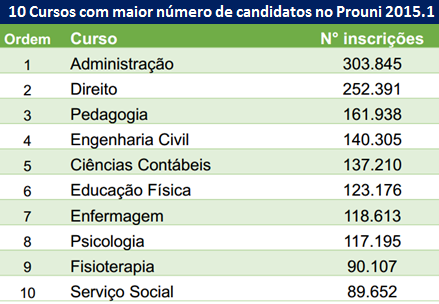 10 Cursos com maior número de candidatos no Prouni 2015.1
Ordem Curso N° inscrições
1 Administração 303.845
2 Direito 252.391
3 Pedagogia 161.938
4 Engenharia Civil 140.305
5 Ciências Contábeis 137.210
6 Educação Física 123.176
7 Enfermagem 118.613
8 Psicologia 117.195
9 Fisioterapia 90.107
10 Serviço Social 89.652